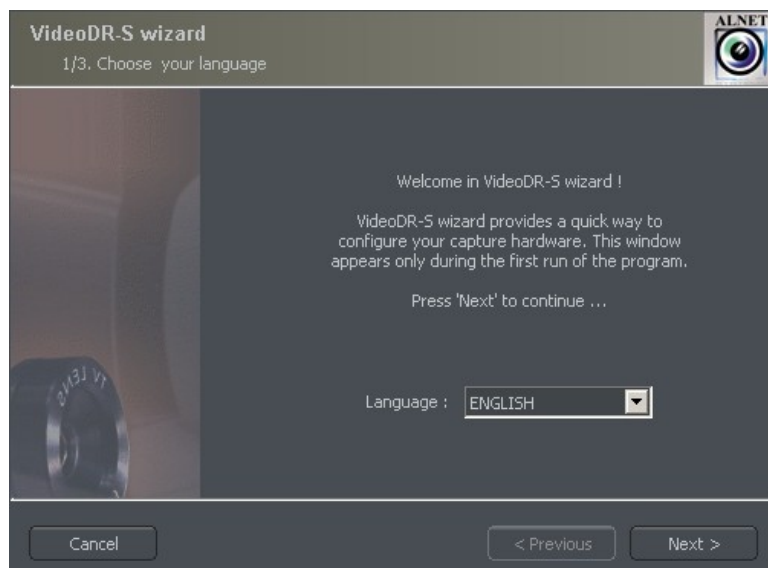 VideoDR-S wizard
1/3. Choose your language
ALNET
Welcome in VideoDR-S wizard !
VideoDR-S wizard provides a quick way to
configure your capture hardware. This window
appears only during the first run of the program.
Press 'Next' to continue ...
Language : ENGLISH
TV LENS
Cancel
< Previous
Next >